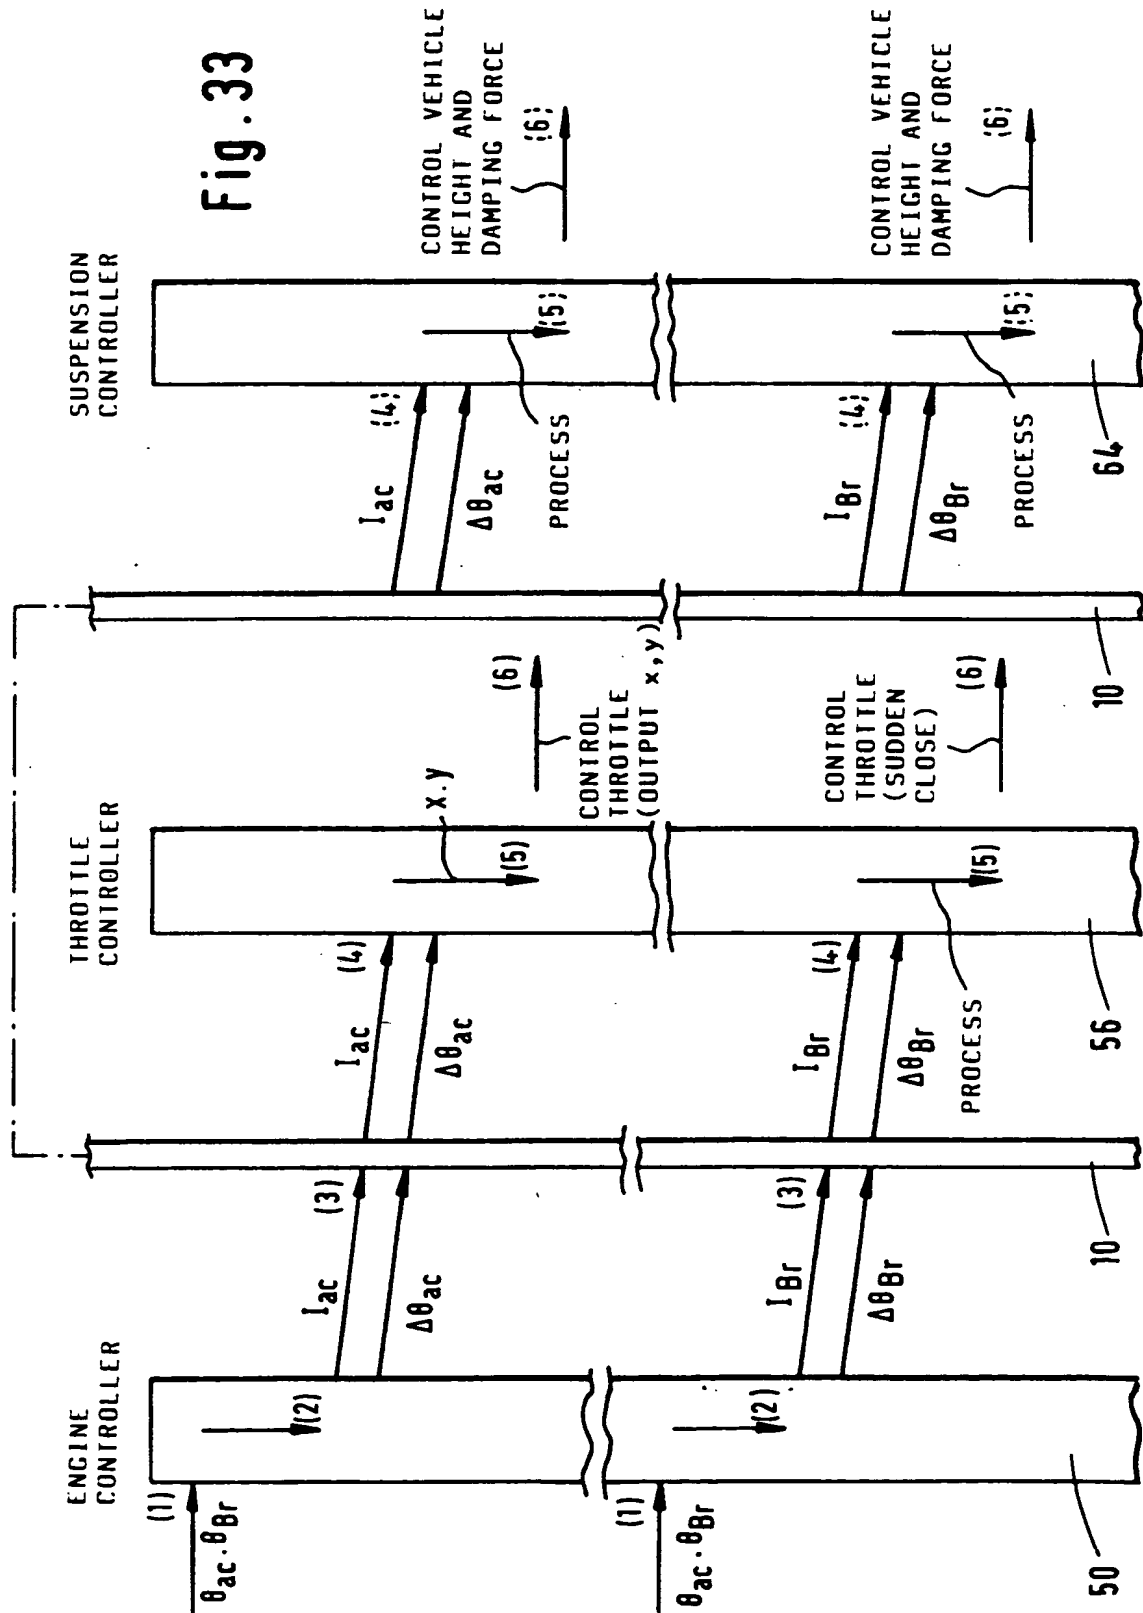 Fig.33
ENGINE
CONTROLLER
THROTTLE
CONTROLLER
SUSPENSION
CONTROLLER
(1)
θac.θBr
(2)
Iac
(3)
Δθac
Iac
(4)
Δθac
x.y
(5)
(6)
CONTROL
THROTTLE
(OUTPUT x,y)
Iac
(4)
Δθac
(5)
PROCESS
CONTROL VEHICLE
HEIGHT AND
DAMPING FORCE
(6)
(1)
θac.θBr
(2)
IBr
(3)
ΔθBr
IBr
(4)
ΔθBr
(5)
PROCESS
CONTROL
THROTTLE
(SUDDEN
CLOSE)
(6)
IBr
(4)
ΔθBr
(5)
PROCESS
CONTROL VEHICLE
HEIGHT AND
DAMPING FORCE
(6)
50
10
56
10
64